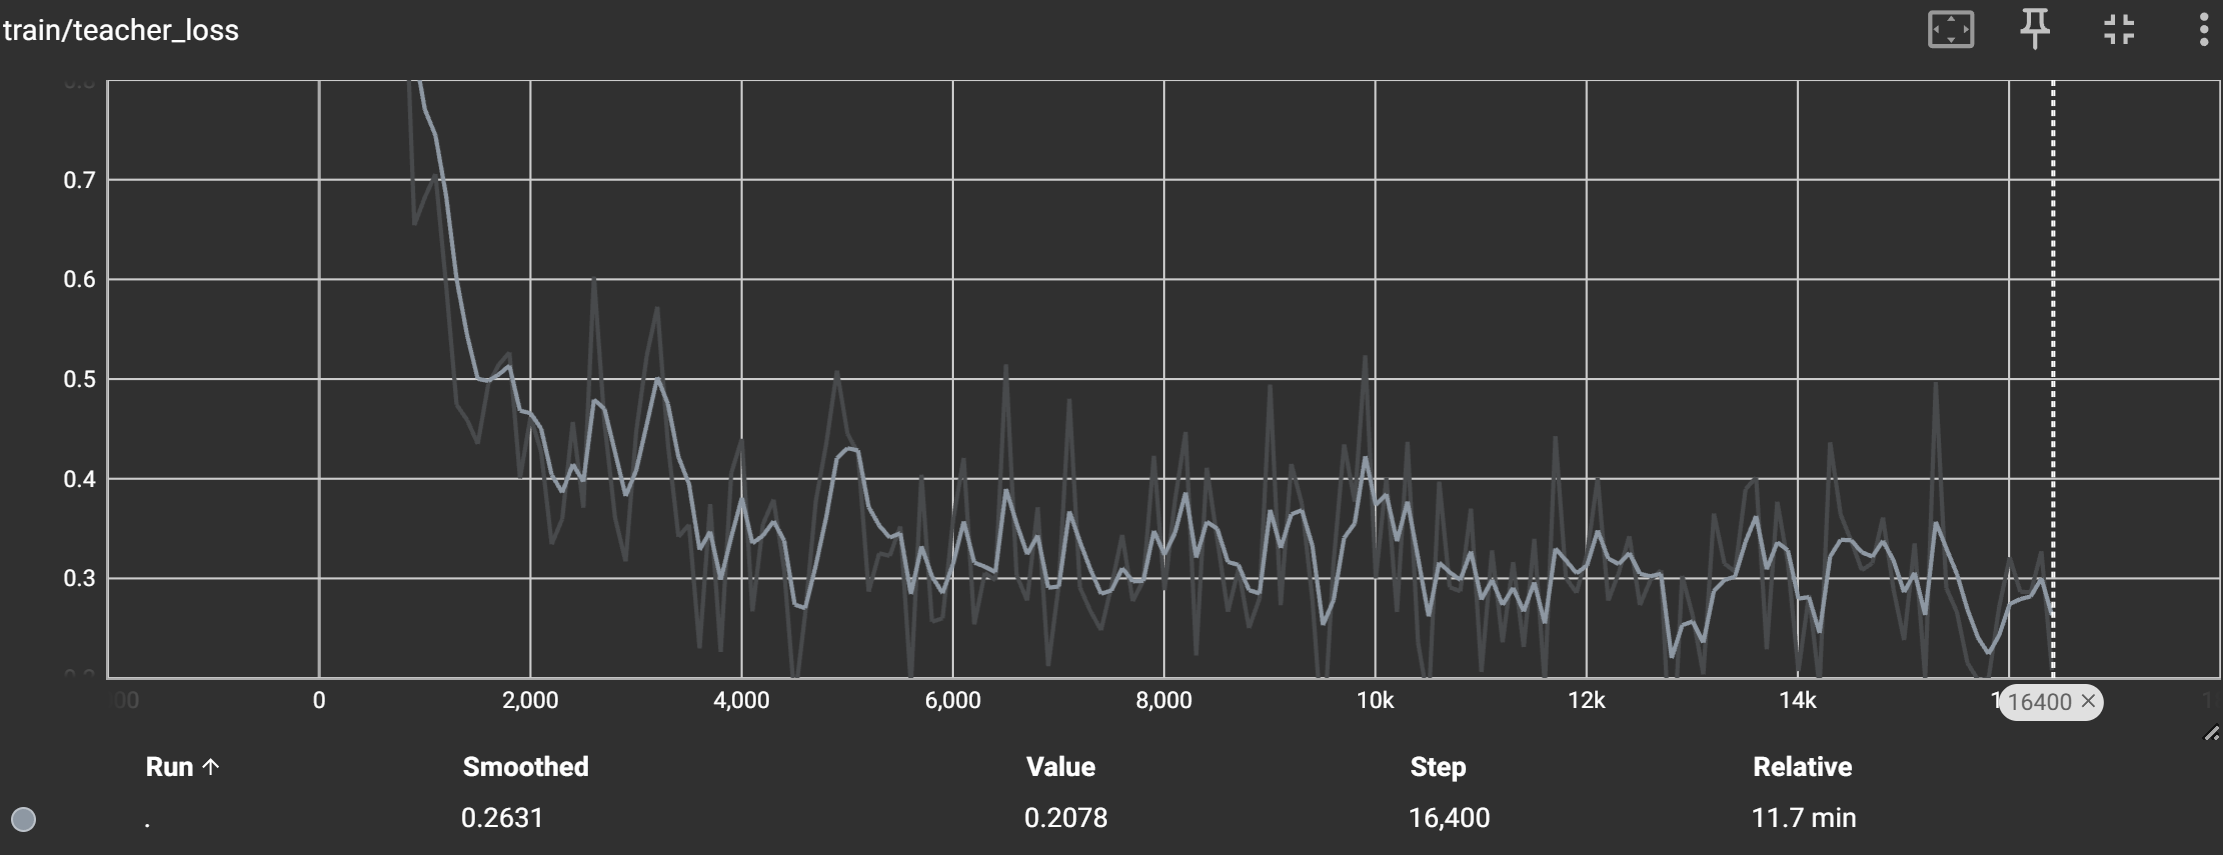 train/teacher_loss
0.7
0.6
0.5
0.4
0.3
0 2,000 4,000 6,000 8,000 10k 12k 14k 16400 ×
Run ↑ Smoothed Value Step Relative
. 0.2631 0.2078 16,400 11.7 min